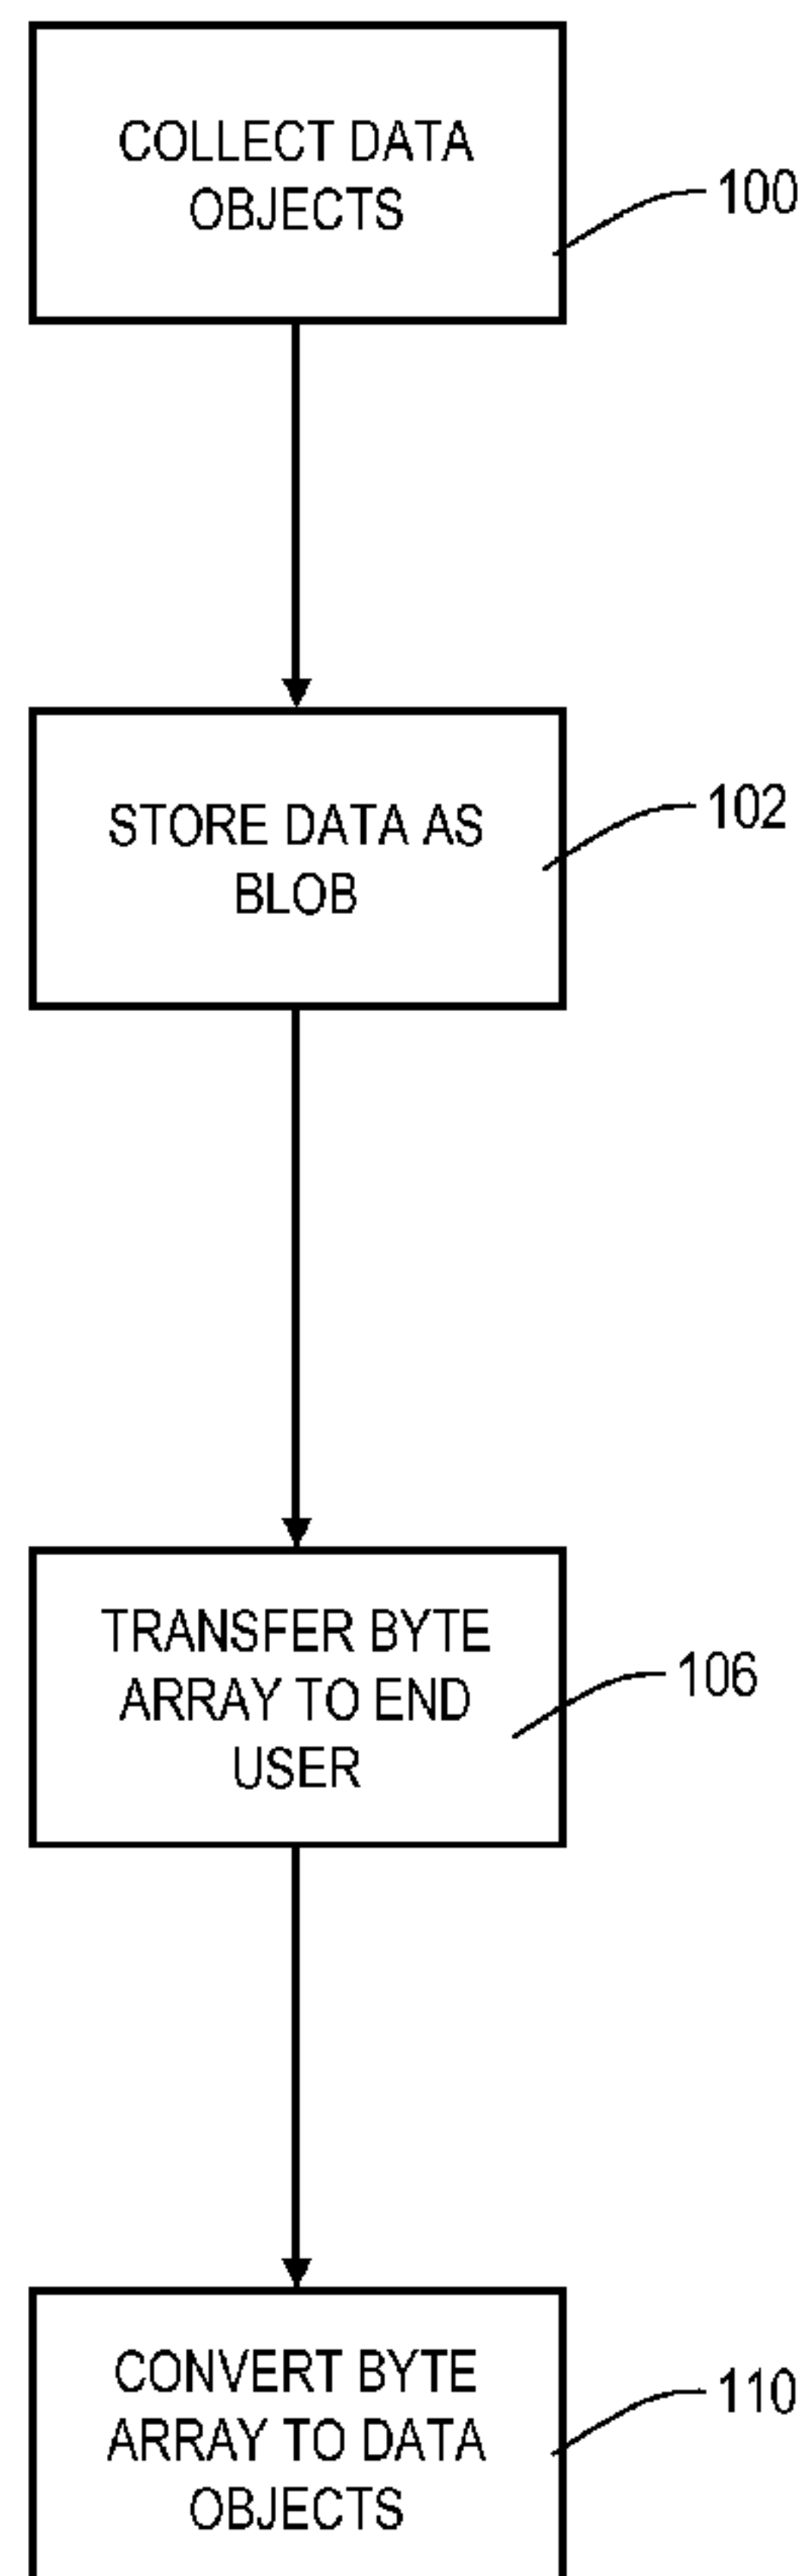 COLLECT DATA
OBJECTS
100
STORE DATA AS
BLOB
102
TRANSFER BYTE
ARRAY TO END
USER
106
CONVERT BYTE
ARRAY TO DATA
OBJECTS
110